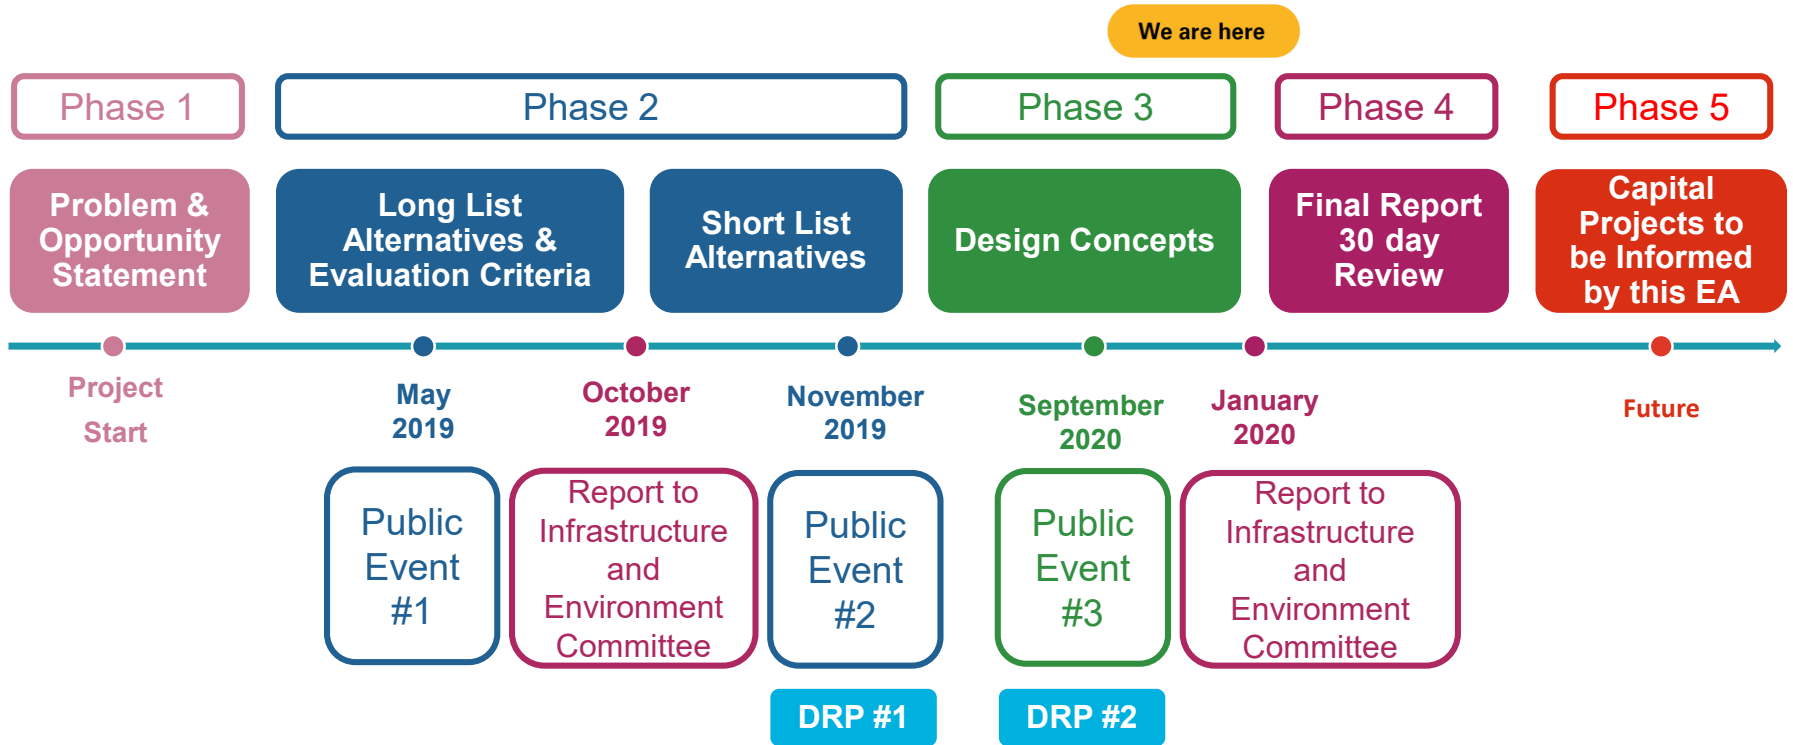 We are here
Phase 1
Phase 2
Phase 3
Phase 4
Phase 5
Problem &
Opportunity
Statement
Long List
Alternatives &
Evaluation Criteria
Short List
Alternatives
Design Concepts
Final Report
30 day
Review
Capital
Projects to
be Informed
by this EA
Project
Start
May
2019
October
2019
November
2019
September
2020
January
2020
Future
Public
Event
#1
Report to
Infrastructure
and
Environment
Committee
Public
Event
#2
Public
Event
#3
Report to
Infrastructure
and
Environment
Committee
DRP #1
DRP #2